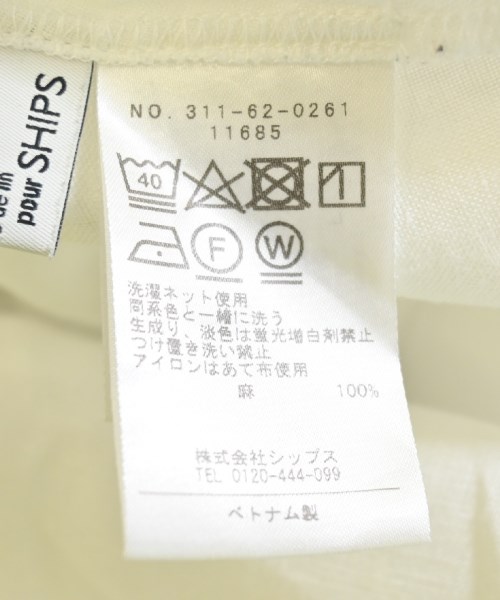 de lin
pour SHIPS
NO. 311-62-0261
11685
40
F
W
洗濯ネット使用
同系色と一緒に洗う
生成り、淡色は蛍光増白剤禁止
つけ置き洗い禁止
アイロンはあて布使用
麻 100%
株式会社シップス
TEL 0120-444-099
ベトナム製